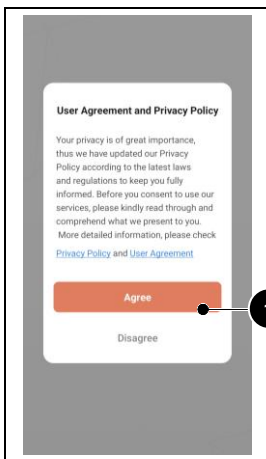 User Agreement and Privacy Policy
Your privacy is of great importance,
thus we have updated our Privacy
Policy according to the latest laws
and regulations to keep you fully
informed. Before you consent to use our
services, please kindly read through and
comprehend what we present to you.
More detailed information, please check
Privacy Policy and User Agreement
Agree
Disagree